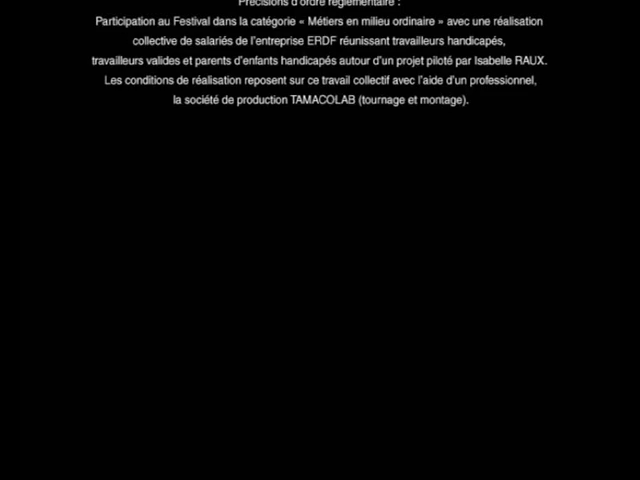 Précisions d'ordre réglementaire :
Participation au Festival dans la catégorie « Métiers en milieu ordinaire » avec une réalisation
collective de salariés de l'entreprise ERDF réunissant travailleurs handicapés,
travailleurs valides et parents d'enfants handicapés autour d'un projet piloté par Isabelle RAUX.
Les conditions de réalisation reposent sur ce travail collectif avec l'aide d'un professionnel,
la société de production TAMACOLAB (tournage et montage).